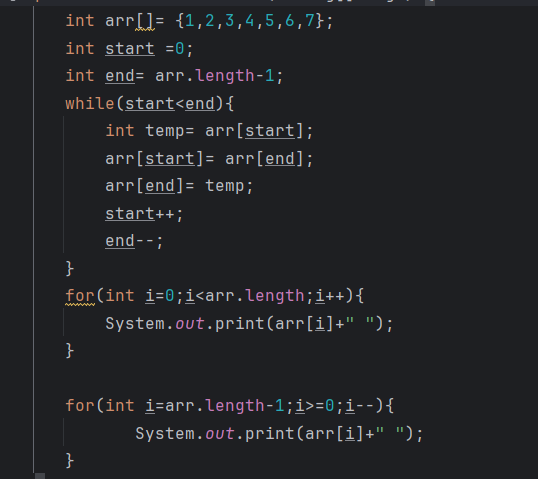 int arr[]= {1,2,3,4,5,6,7};
int start =0;
int end= arr.length-1;
while(start<end){
int temp= arr[start];
arr[start]= arr[end];
arr[end]= temp;
start++;
end--;
}
for(int i=0;i<arr.length;i++){
System.out.print(arr[i]+" ");
}
for(int i=arr.length-1;i>=0;i--){
System.out.print(arr[i]+" ");
}